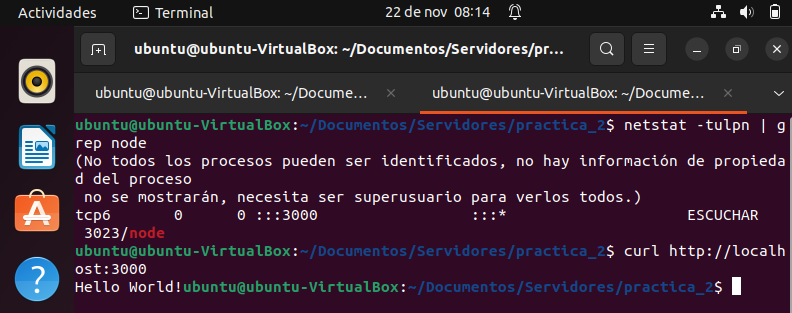 Actividades
Terminal
22 de nov 08:14
ubuntu@ubuntu-VirtualBox: ~/Documentos/Servidores/pr...
ubuntu@ubuntu-VirtualBox: ~/Docume...
ubuntu@ubuntu-VirtualBox: ~/Docume...
ubuntu@ubuntu-VirtualBox:~/Documentos/Servidores/practica_2$ netstat -tulpn | g
rep node
(No todos los procesos pueden ser identificados, no hay información de propieda
d del proceso
 no se mostrarán, necesita ser superusuario para verlos todos.)
tcp6       0      0 :::3000                 :::*                    ESCUCHAR
 3023/node
ubuntu@ubuntu-VirtualBox:~/Documentos/Servidores/practica_2$ curl http://localh
ost:3000
Hello World!ubuntu@ubuntu-VirtualBox:~/Documentos/Servidores/practica_2$